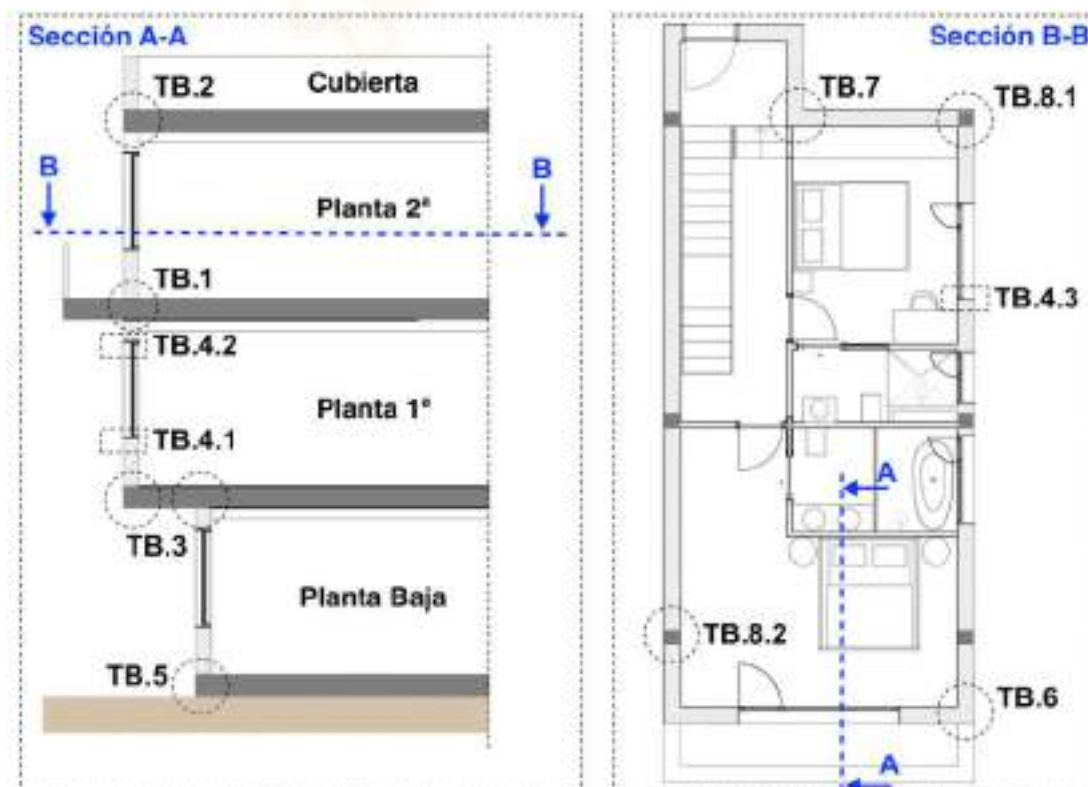 Sección A-A
TB.2
Cubierta
B
B
Planta 2ª
TB.1
TB.4.2
Planta 1ª
TB.4.1
TB.3
Planta Baja
TB.5
Sección B-B
TB.7
TB.8.1
TB.4.3
A
TB.8.2
TB.6
A